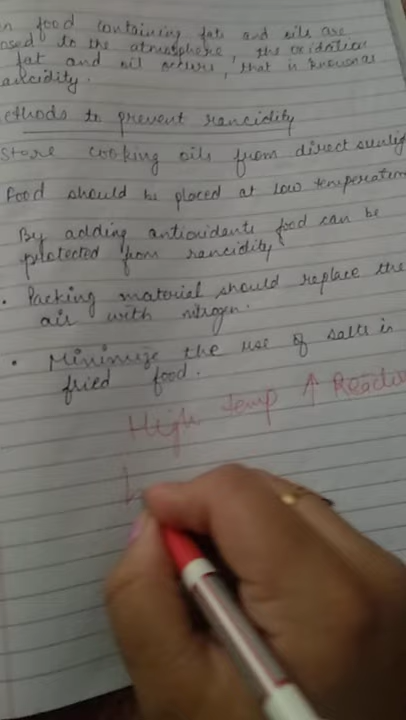 n food containing fats and oils are
osed to the atmosphere, the oxidation
fat and oil occurs, that is known as
ancidity.
ethods to prevent rancidity
Store cooking oils from direct sunlig
Food should be placed at low temperature
By adding antioxidants food can be
protected from rancidity
• Packing material should replace the
air with nitrogen.
• Minimize the use of salts in
fried food.
High temp ↑ Reacti